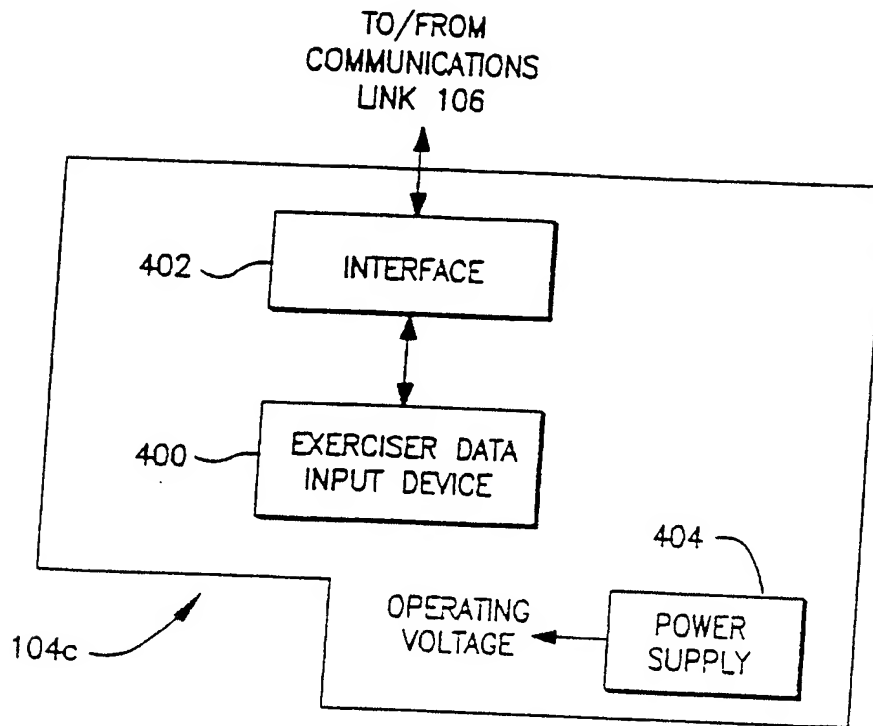 TO/FROM
COMMUNICATIONS
LINK 106
402
INTERFACE
400
EXERCISER DATA
INPUT DEVICE
404
OPERATING
VOLTAGE
POWER
SUPPLY
104c